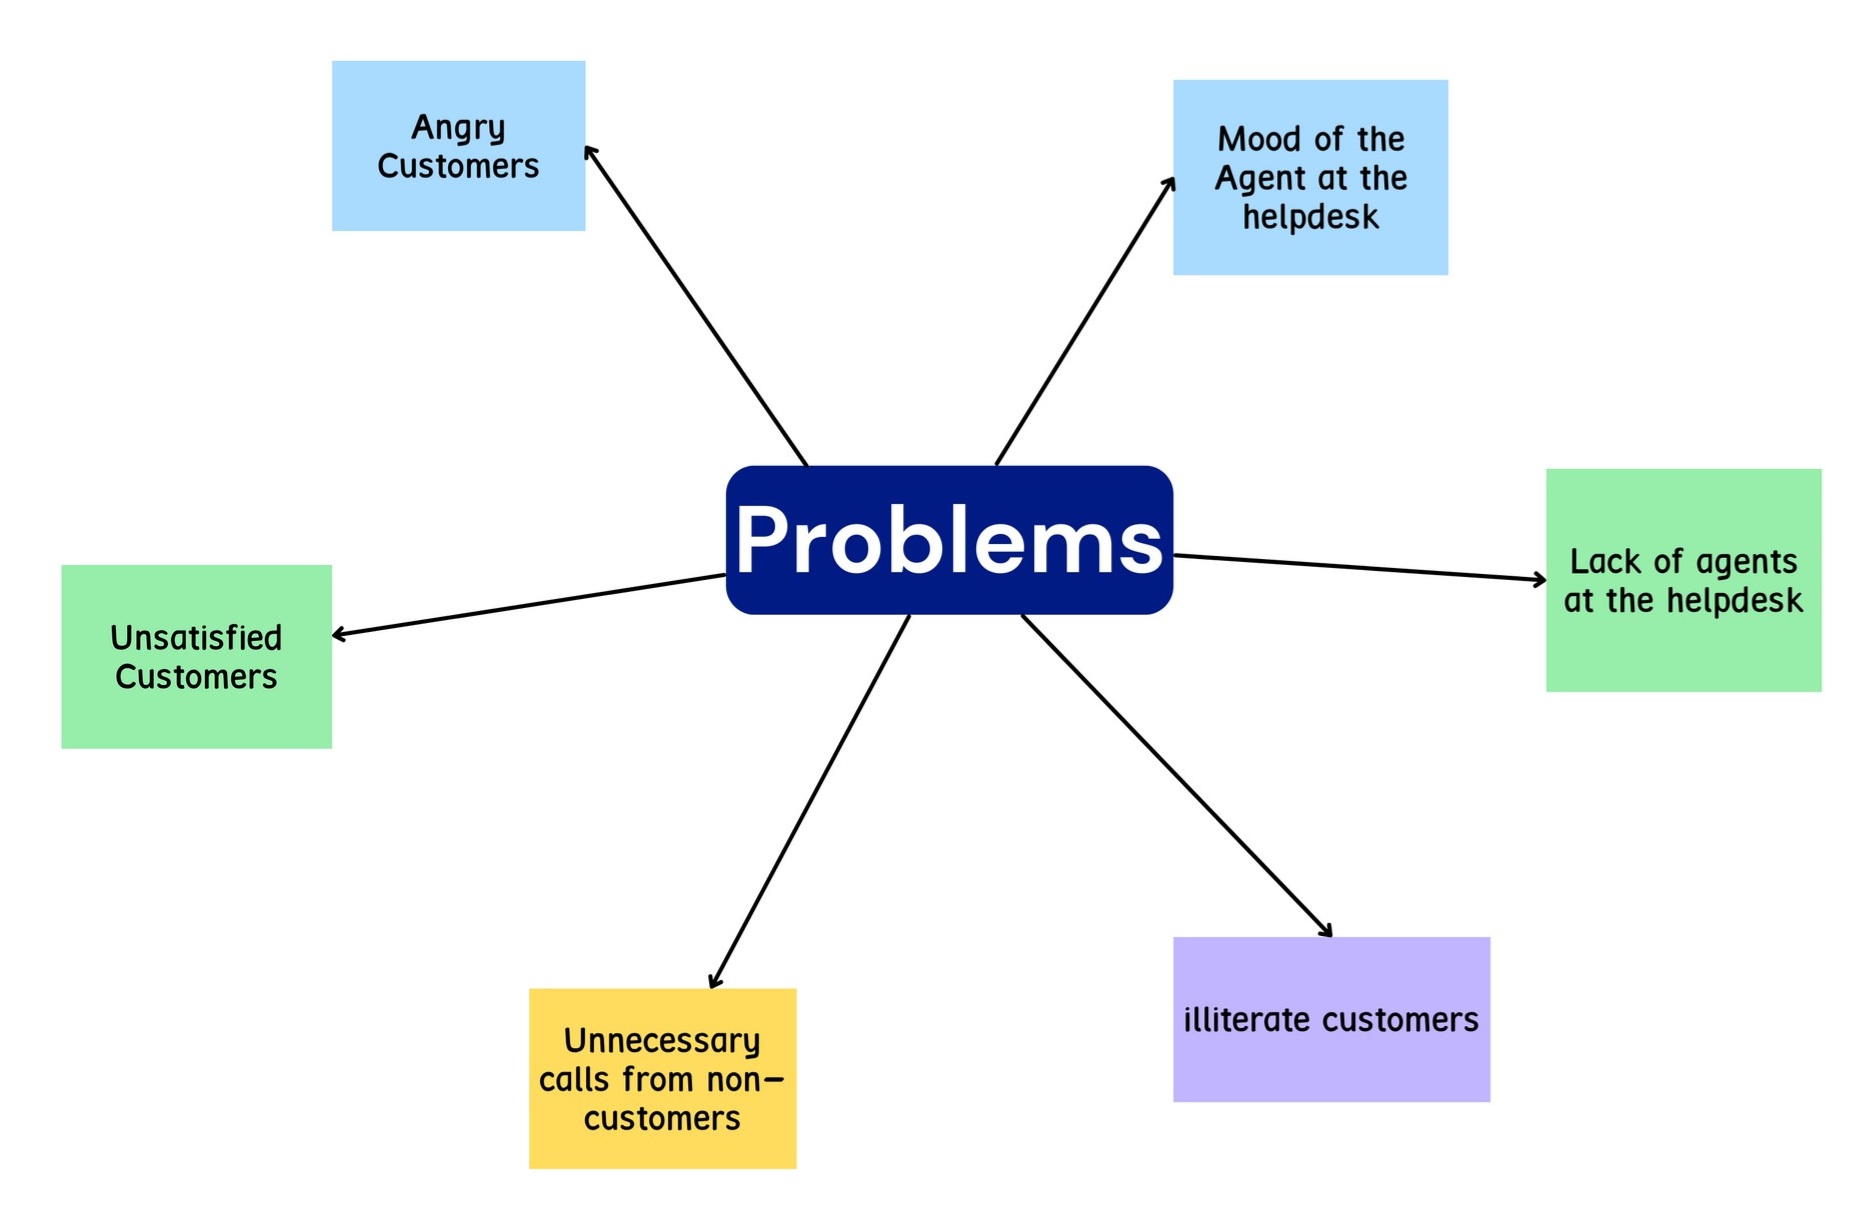 Angry
Customers
Mood of the
Agent at the
helpdesk
Problems
Lack of agents
at the helpdesk
Unsatisfied
Customers
illiterate customers
Unnecessary
calls from non-
customers